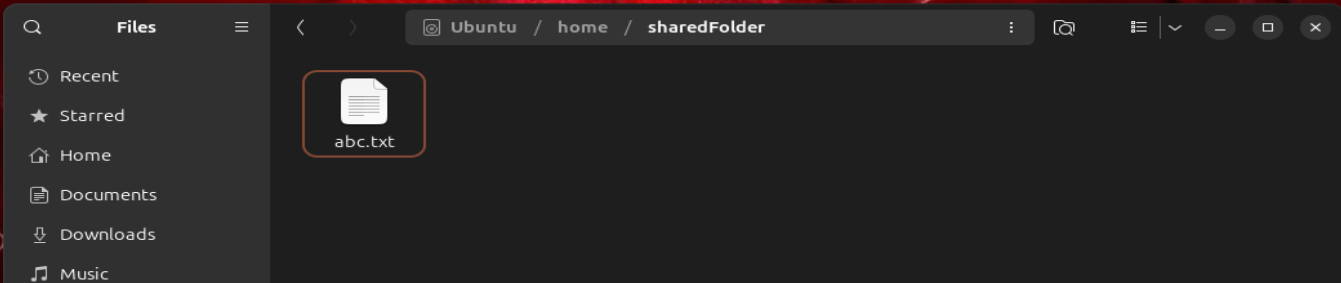 Files
Ubuntu / home / sharedFolder
Recent
Starred
Home
Documents
Downloads
Music
abc.txt